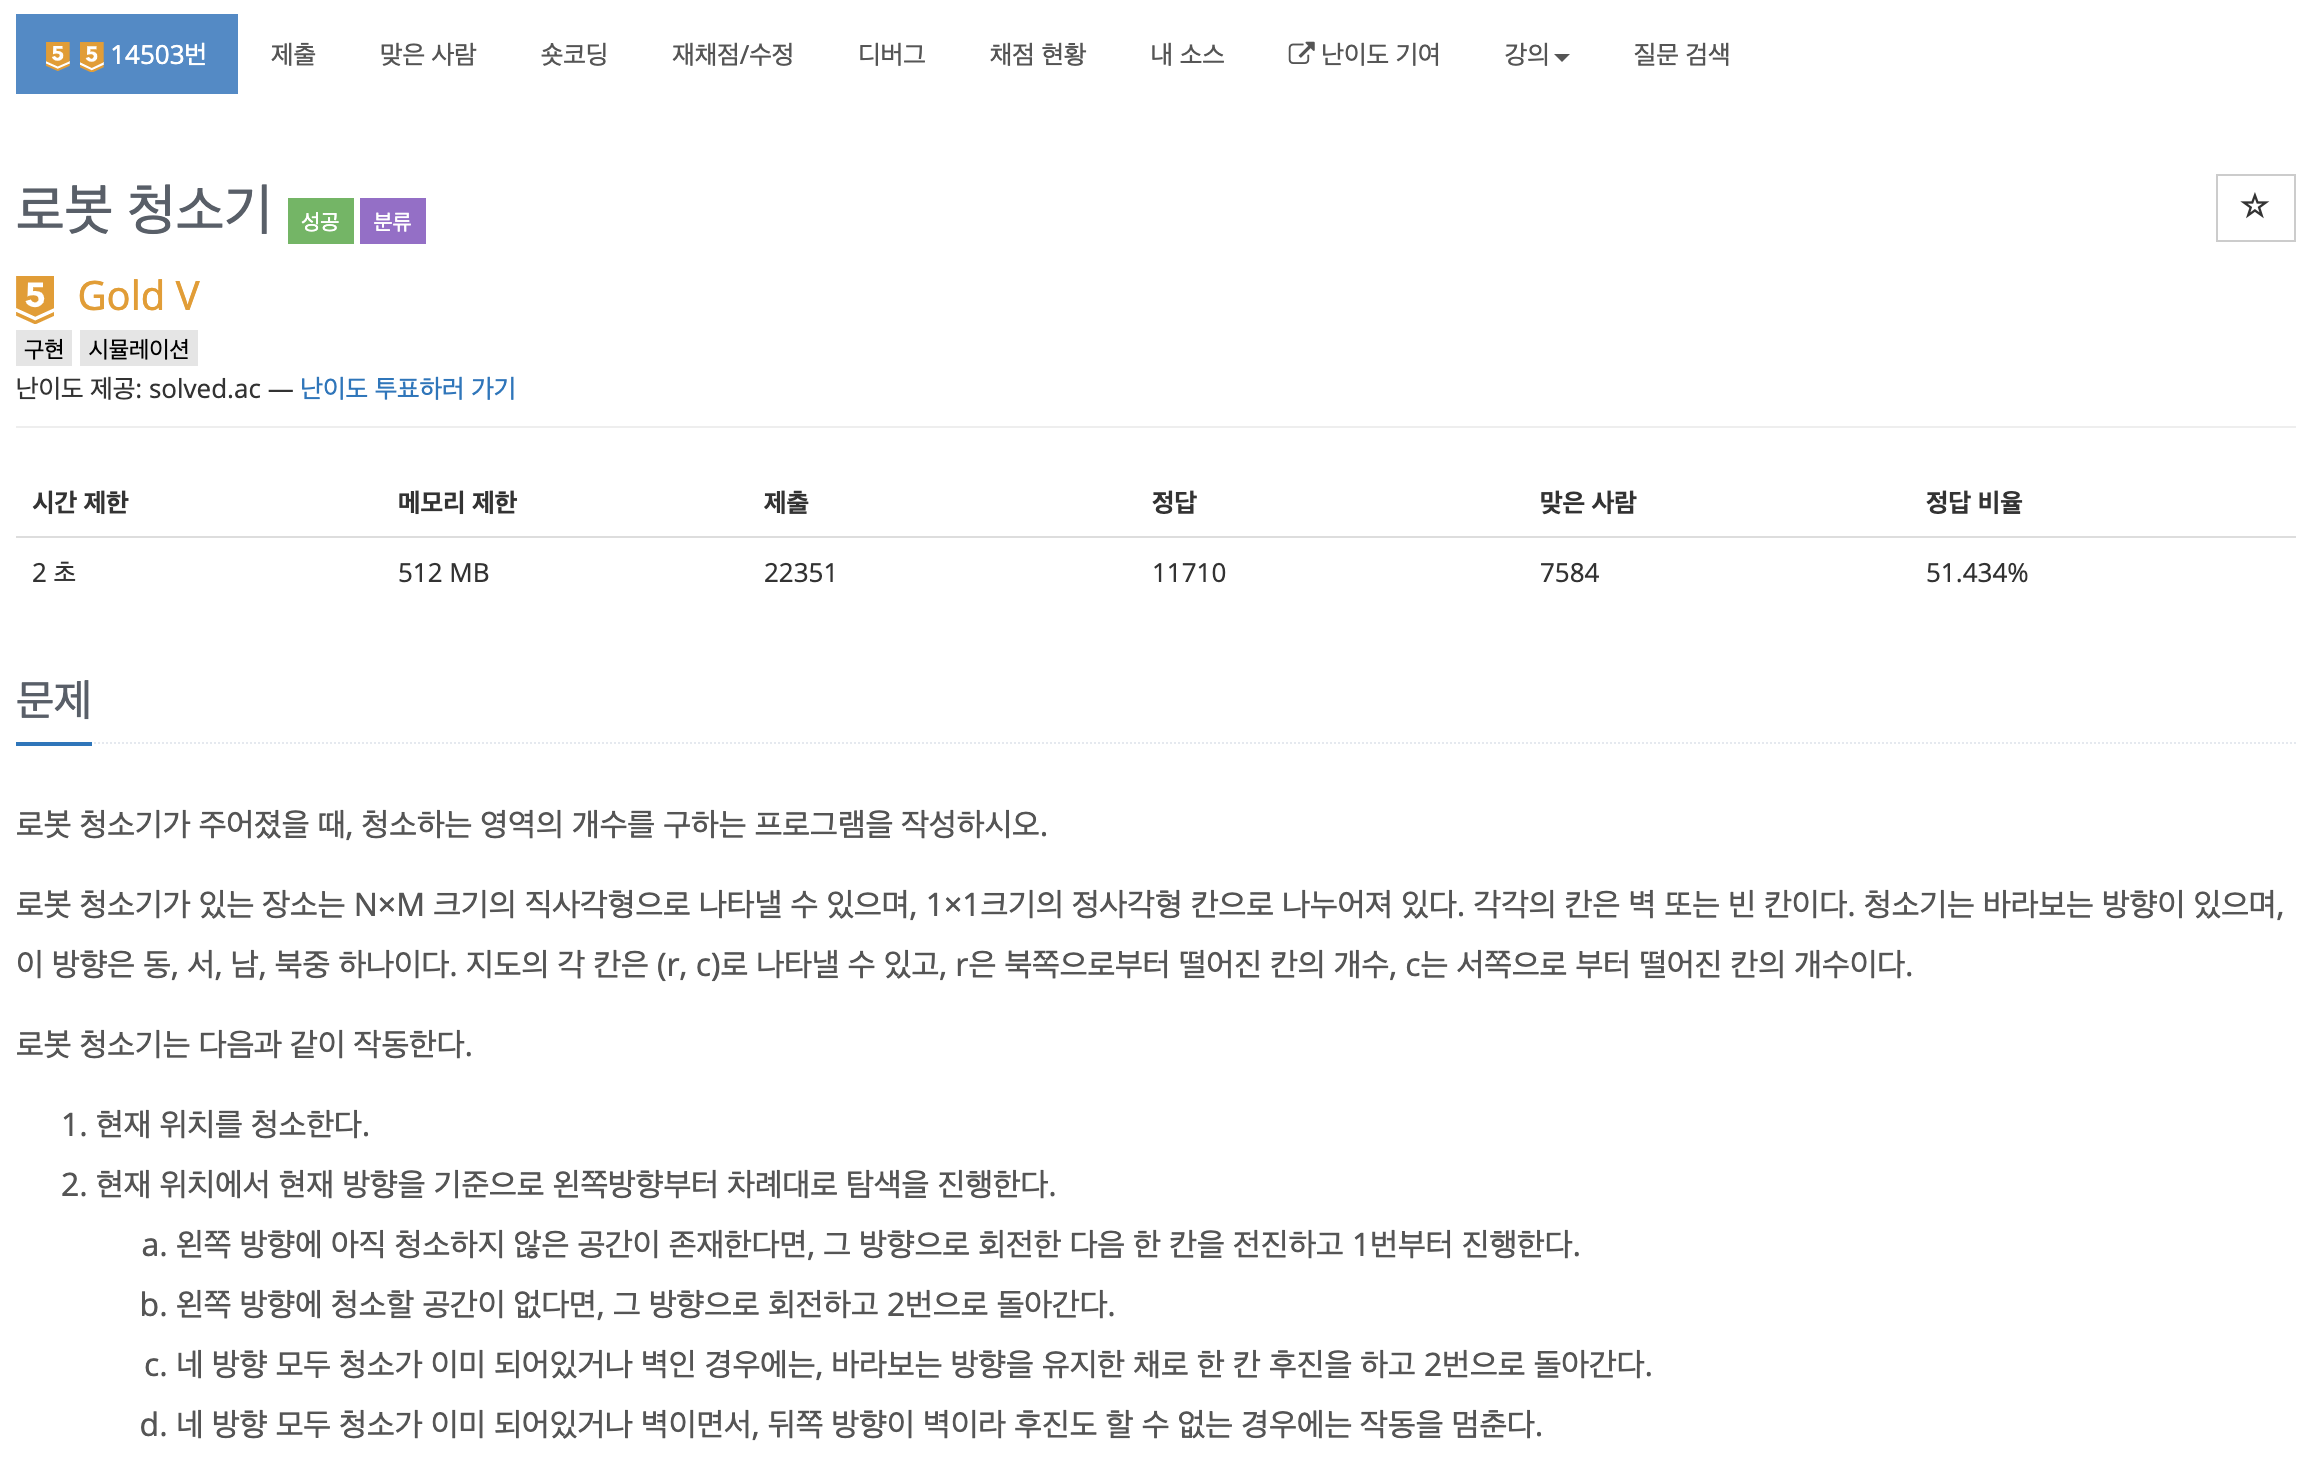 5 5 14503번 제출 맞은 사람 숏코딩 재채점/수정 디버그 채점 현황 내 소스 난이도 기여 강의 질문 검색
로봇 청소기 성공 분류
5 Gold V
구현 시뮬레이션
난이도 제공: solved.ac — 난이도 투표하러 가기
시간 제한 메모리 제한 제출 정답 맞은 사람 정답 비율
2 초 512 MB 22351 11710 7584 51.434%
문제
로봇 청소기가 주어졌을 때, 청소하는 영역의 개수를 구하는 프로그램을 작성하시오.
로봇 청소기가 있는 장소는 N×M 크기의 직사각형으로 나타낼 수 있으며, 1×1크기의 정사각형 칸으로 나누어져 있다. 각각의 칸은 벽 또는 빈 칸이다. 청소기는 바라보는 방향이 있으며,
이 방향은 동, 서, 남, 북중 하나이다. 지도의 각 칸은 (r, c)로 나타낼 수 있고, r은 북쪽으로부터 떨어진 칸의 개수, c는 서쪽으로 부터 떨어진 칸의 개수이다.
로봇 청소기는 다음과 같이 작동한다.
1. 현재 위치를 청소한다.
2. 현재 위치에서 현재 방향을 기준으로 왼쪽방향부터 차례대로 탐색을 진행한다.
a. 왼쪽 방향에 아직 청소하지 않은 공간이 존재한다면, 그 방향으로 회전한 다음 한 칸을 전진하고 1번부터 진행한다.
b. 왼쪽 방향에 청소할 공간이 없다면, 그 방향으로 회전하고 2번으로 돌아간다.
c. 네 방향 모두 청소가 이미 되어있거나 벽인 경우에는, 바라보는 방향을 유지한 채로 한 칸 후진을 하고 2번으로 돌아간다.
d. 네 방향 모두 청소가 이미 되어있거나 벽이면서, 뒤쪽 방향이 벽이라 후진도 할 수 없는 경우에는 작동을 멈춘다.